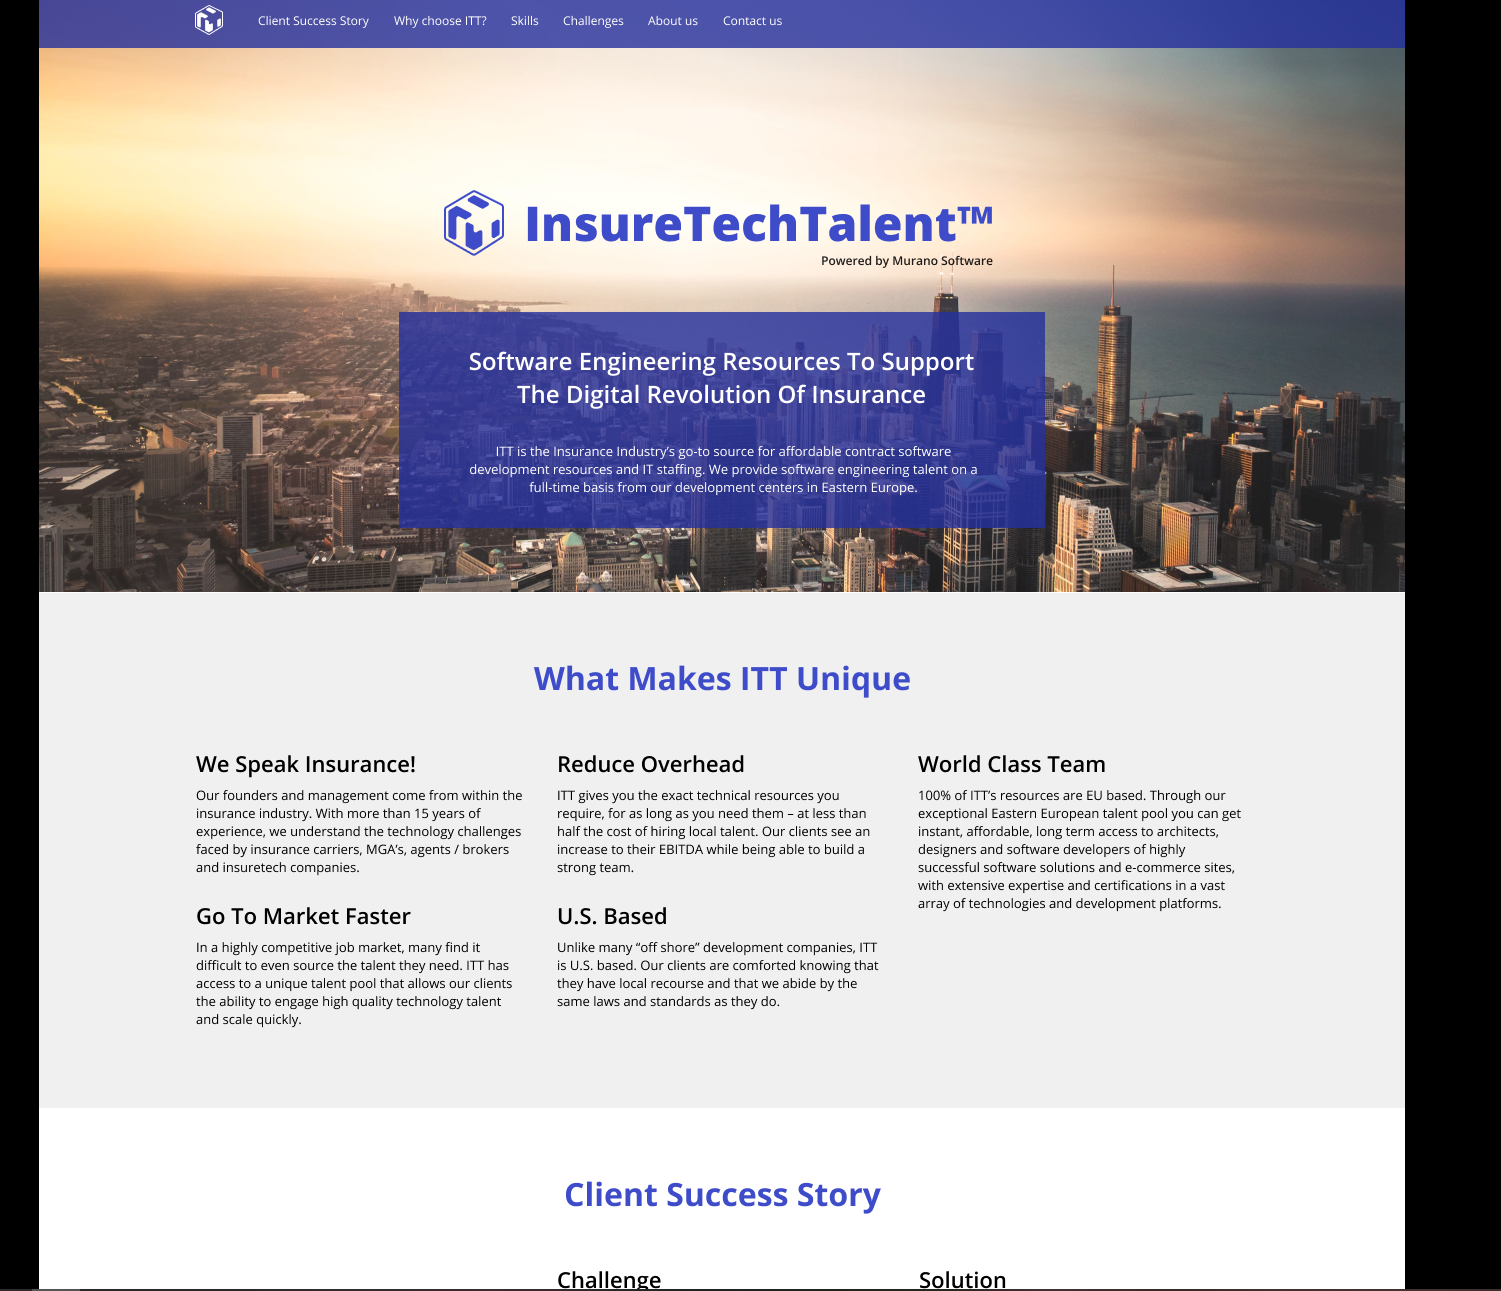 Client Success Story
Why choose ITT?
Skills
Challenges
About us
Contact us
InsureTechTalent™
Powered by Murano Software
Software Engineering Resources To Support
The Digital Revolution Of Insurance
ITT is the Insurance Industry’s go-to source for affordable contract software
development resources and IT staffing. We provide software engineering talent on a
full-time basis from our development centers in Eastern Europe.
What Makes ITT Unique
We Speak Insurance!
Our founders and management come from within the
insurance industry. With more than 15 years of
experience, we understand the technology challenges
faced by insurance carriers, MGA’s, agents / brokers
and insuretech companies.
Reduce Overhead
ITT gives you the exact technical resources you
require, for as long as you need them – at less than
half the cost of hiring local talent. Our clients see an
increase to their EBITDA while being able to build a
strong team.
World Class Team
100% of ITT’s resources are EU based. Through our
exceptional Eastern European talent pool you can get
instant, affordable, long term access to architects,
designers and software developers of highly
successful software solutions and e-commerce sites,
with extensive expertise and certifications in a vast
array of technologies and development platforms.
Go To Market Faster
In a highly competitive job market, many find it
difficult to even source the talent they need. ITT has
access to a unique talent pool that allows our clients
the ability to engage high quality technology talent
and scale quickly.
U.S. Based
Unlike many “off shore” development companies, ITT
is U.S. based. Our clients are comforted knowing that
they have local recourse and that we abide by the
same laws and standards as they do.
Client Success Story
Challenge
Solution